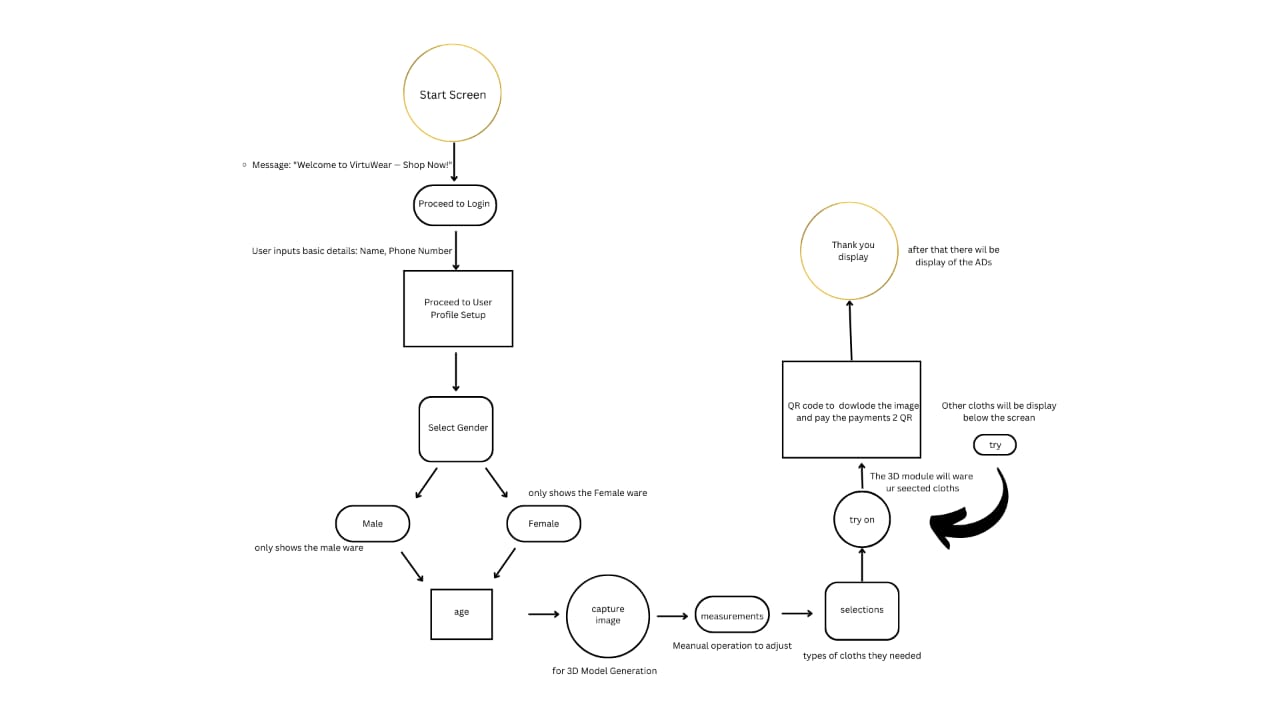 Start Screen
Message: "Welcome to VirtuWear – Shop Now!"
Proceed to Login
User inputs basic details: Name, Phone Number
Proceed to User
Profile Setup
Select Gender
only shows the Female ware
Male
Female
only shows the male ware
age
capture
image
for 3D Model Generation
measurements
Meanual operation to adjust
selections
types of cloths they needed
try on
The 3D module will ware
ur seected cloths
Other cloths will be display
below the screan
try
QR code to dowlode the image
and pay the payments 2 QR
Thank you
display
after that there wil be
display of the ADs